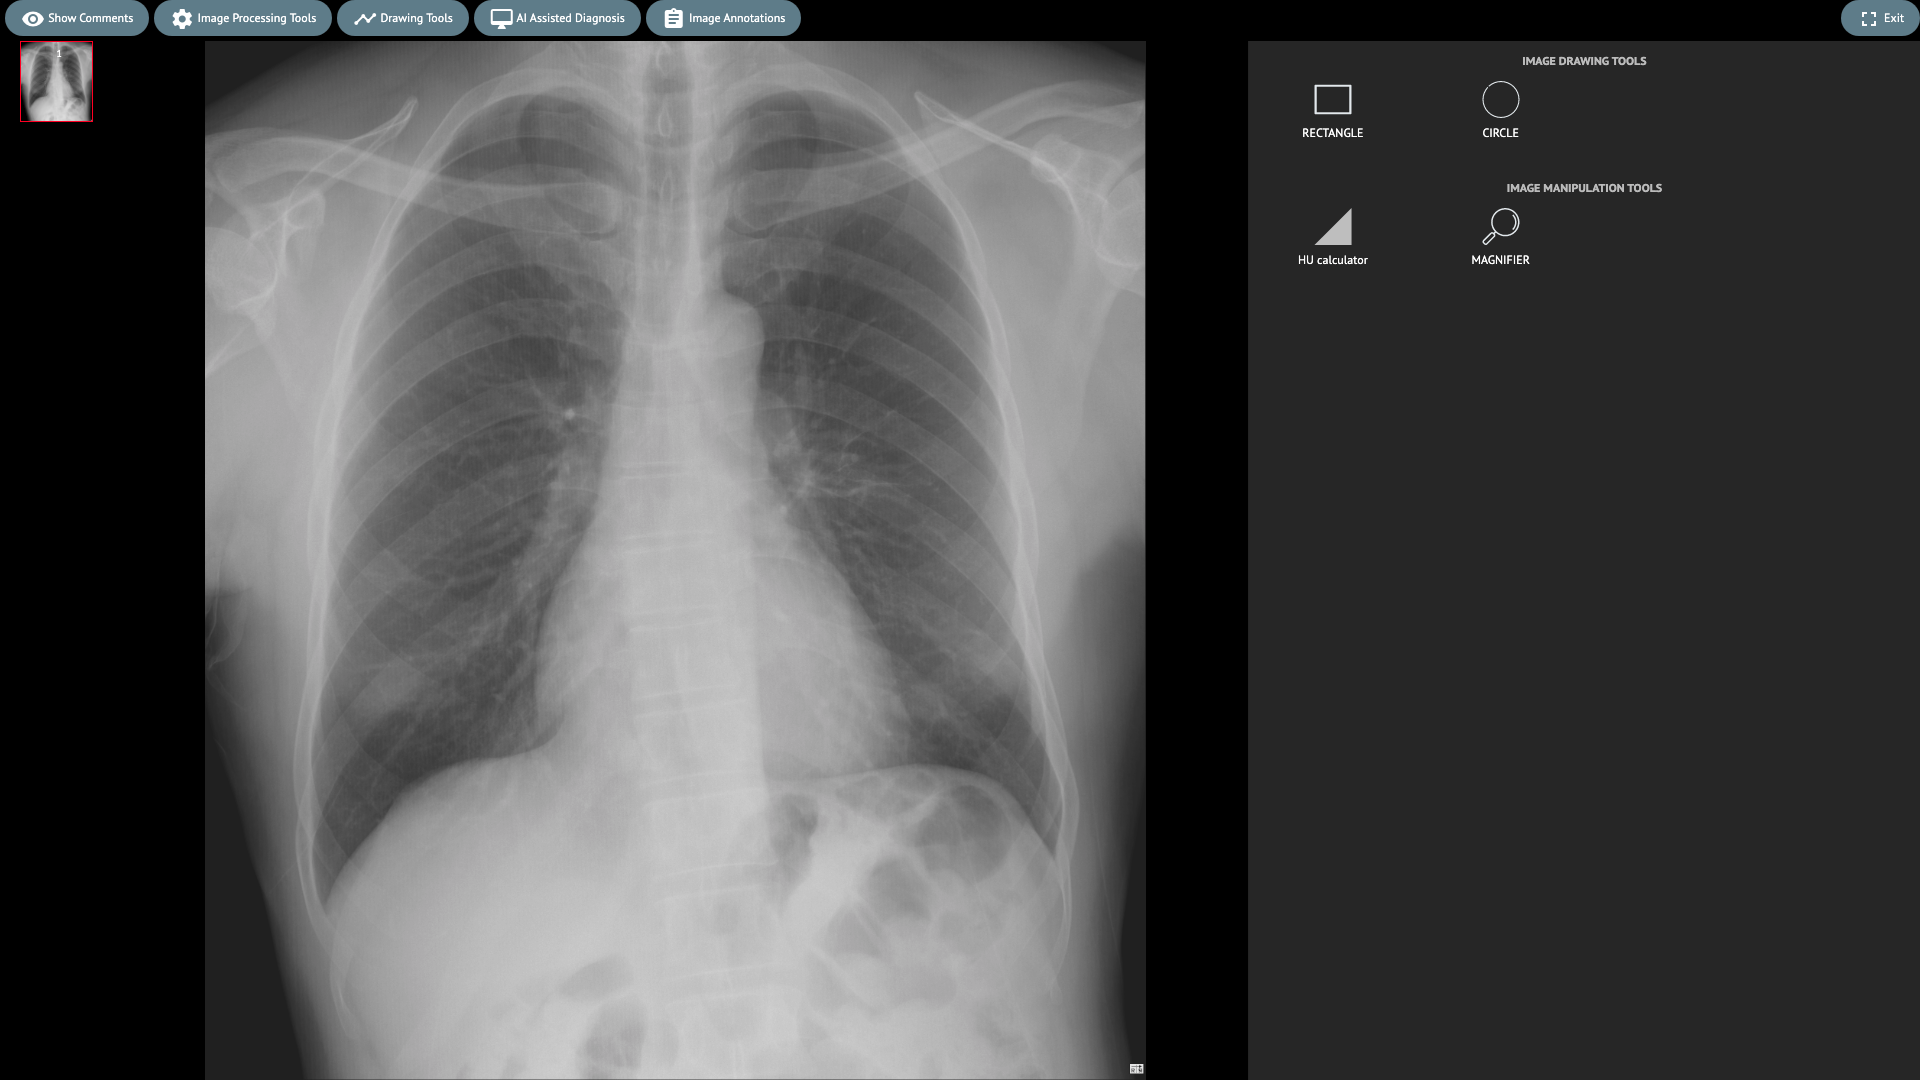 Show Comments
Image Processing Tools
Drawing Tools
AI Assisted Diagnosis
Image Annotations
Exit
1
IMAGE DRAWING TOOLS
RECTANGLE
CIRCLE
IMAGE MANIPULATION TOOLS
HU calculator
MAGNIFIER